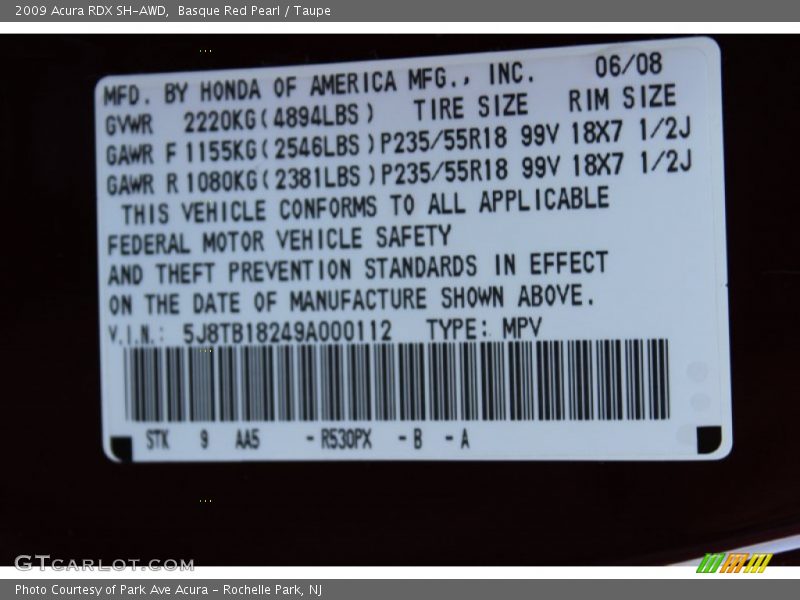 2009 Acura RDX SH-AWD, Basque Red Pearl / Taupe
MFD. BY HONDA OF AMERICA MFG., INC. 06/08
GVWR 2220KG(4894LBS) TIRE SIZE RIM SIZE
GAWR F 1155KG(2546LBS)P235/55R18 99V 18X7 1/2J
GAWR R 1080KG(2381LBS)P235/55R18 99V 18X7 1/2J
THIS VEHICLE CONFORMS TO ALL APPLICABLE
FEDERAL MOTOR VEHICLE SAFETY
AND THEFT PREVENTION STANDARDS IN EFFECT
ON THE DATE OF MANUFACTURE SHOWN ABOVE.
V.I.N.: 5J8TB18249A000112 TYPE: MPV
STK 9 AA5 -R530PX -B -A
GTCARLOT.COM
Photo Courtesy of Park Ave Acura - Rochelle Park, NJ